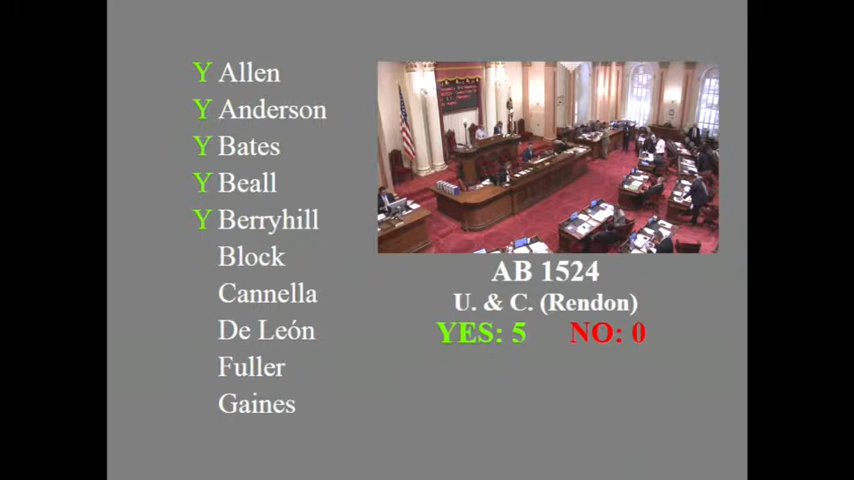 Y Allen
Y Anderson
Y Bates
Y Beall
Y Berryhill
Block
Cannella
De León
Fuller
Gaines
AB 1524
U. & C. (Rendon)
YES: 5 NO: 0